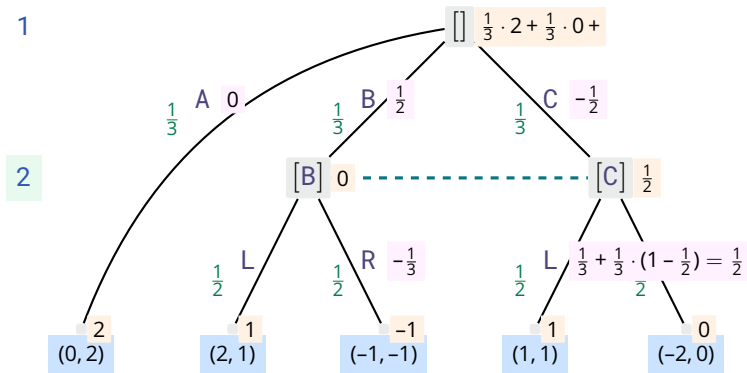 1 [] 1/3 · 2 + 1/3 · 0 +
1/3 A 0 1/3 B 1/2 1/3 C –1/2
2 [B] 0 [C] 1/2
1/2 L 1/2 R –1/3 1/2 L 1/3 + 1/3 · (1 – 1/2) = 1/2
2 1 –1 1 0
(0, 2) (2, 1) (–1, –1) (1, 1) (–2, 0)